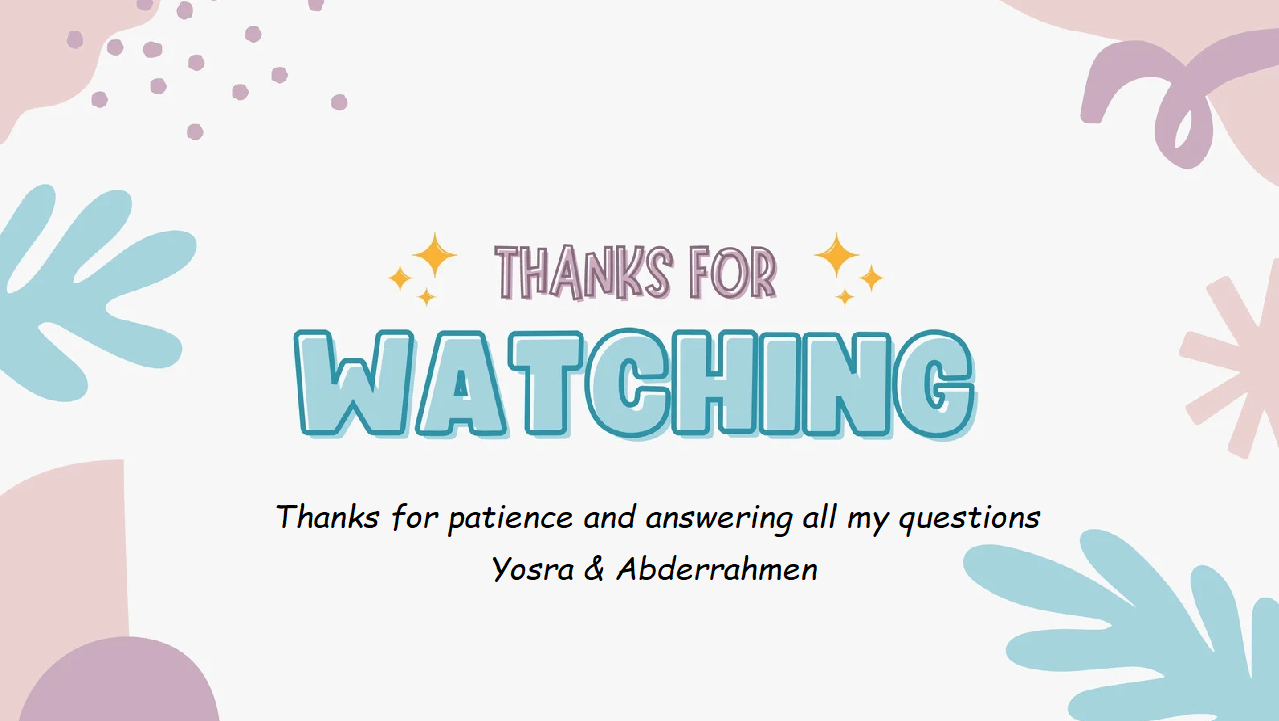 THANKS FOR
WATCHING
Thanks for patience and answering all my questions
Yosra & Abderrahmen